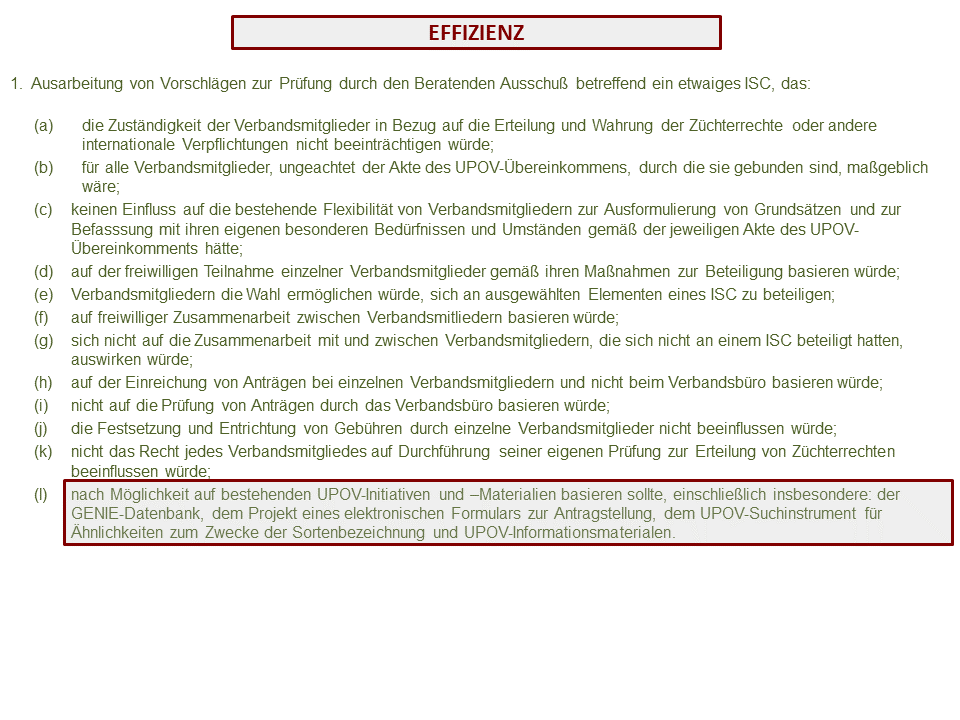 EFFIZIENZ
1. Ausarbeitung von Vorschlägen zur Prüfung durch den Beratenden Ausschuß betreffend ein etwaiges ISC, das:
(a) die Zuständigkeit der Verbandsmitglieder in Bezug auf die Erteilung und Wahrung der Züchterrechte oder andere
internationale Verpflichtungen nicht beeinträchtigen würde;
(b) für alle Verbandsmitglieder, ungeachtet der Akte des UPOV-Übereinkommens, durch die sie gebunden sind, maßgeblich
wäre;
(c) keinen Einfluss auf die bestehende Flexibilität von Verbandsmitgliedern zur Ausformulierung von Grundsätzen und zur
Befasssung mit ihren eigenen besonderen Bedürfnissen und Umständen gemäß der jeweiligen Akte des UPOV-
Übereinkomments hätte;
(d) auf der freiwilligen Teilnahme einzelner Verbandsmitglieder gemäß ihren Maßnahmen zur Beteiligung basieren würde;
(e) Verbandsmitgliedern die Wahl ermöglichen würde, sich an ausgewählten Elementen eines ISC zu beteiligen;
(f) auf freiwilliger Zusammenarbeit zwischen Verbandsmitliedern basieren würde;
(g) sich nicht auf die Zusammenarbeit mit und zwischen Verbandsmitgliedern, die sich nicht an einem ISC beteiligt hatten,
auswirken würde;
(h) auf der Einreichung von Anträgen bei einzelnen Verbandsmitgliedern und nicht beim Verbandsbüro basieren würde;
(i) nicht auf die Prüfung von Anträgen durch das Verbandsbüro basieren würde;
(j) die Festsetzung und Entrichtung von Gebühren durch einzelne Verbandsmitglieder nicht beeinflussen würde;
(k) nicht das Recht jedes Verbandsmitgliedes auf Durchführung seiner eigenen Prüfung zur Erteilung von Züchterrechten
beeinflussen würde;
(l) nach Möglichkeit auf bestehenden UPOV-Initiativen und –Materialien basieren sollte, einschließlich insbesondere: der
GENIE-Datenbank, dem Projekt eines elektronischen Formulars zur Antragstellung, dem UPOV-Suchinstrument für
Ähnlichkeiten zum Zwecke der Sortenbezeichnung und UPOV-Informationsmaterialen.